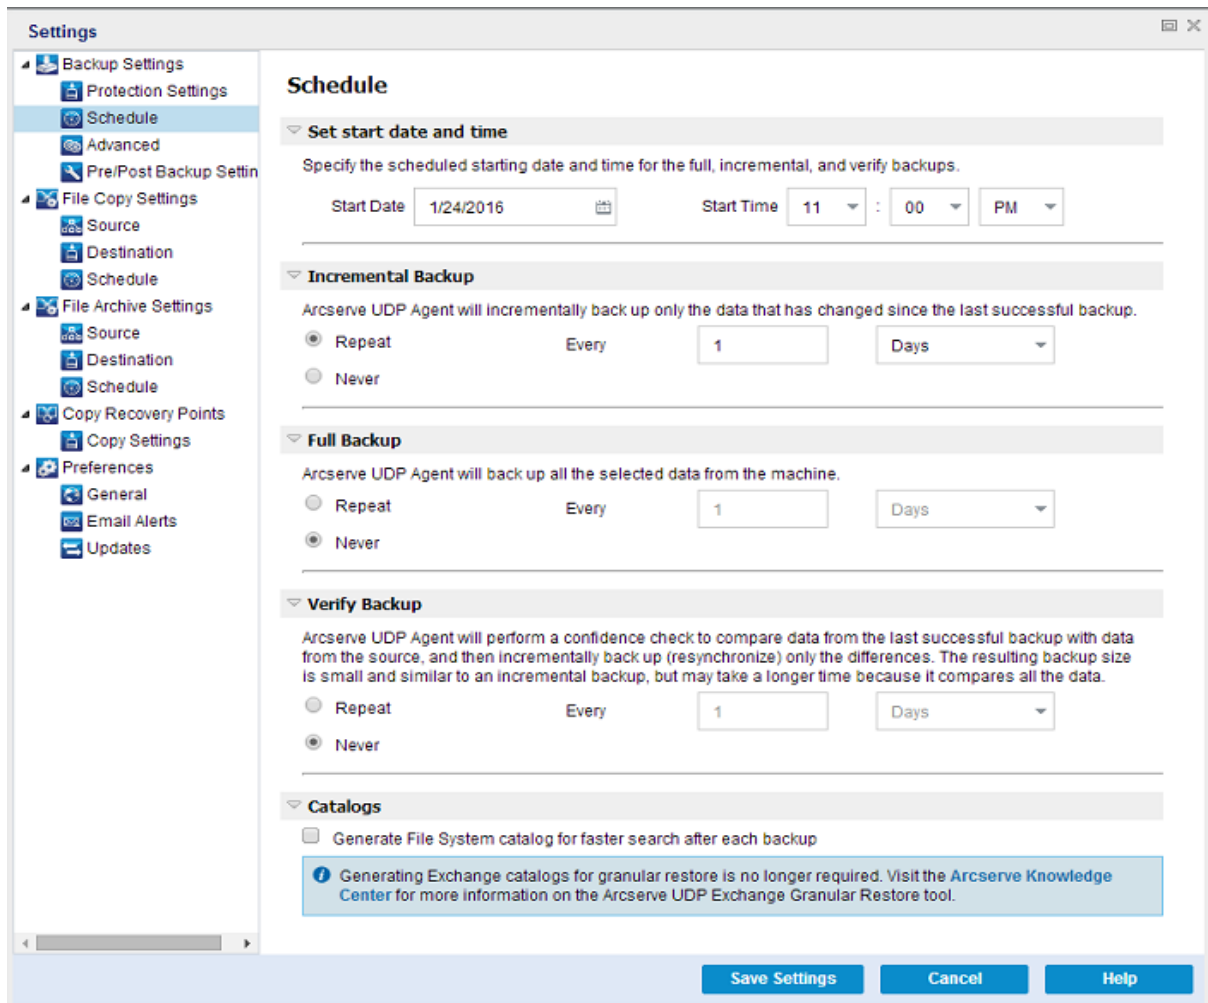 Settings
Backup Settings
Protection Settings
Schedule
Advanced
Pre/Post Backup Settin
File Copy Settings
Source
Destination
Schedule
File Archive Settings
Source
Destination
Schedule
Copy Recovery Points
Copy Settings
Preferences
General
Email Alerts
Updates
Schedule
Set start date and time
Specify the scheduled starting date and time for the full, incremental, and verify backups.
Start Date 1/24/2016 Start Time 11 : 00 PM
Incremental Backup
Arcserve UDP Agent will incrementally back up only the data that has changed since the last successful backup.
Repeat Every 1 Days
Never
Full Backup
Arcserve UDP Agent will back up all the selected data from the machine.
Repeat Every 1 Days
Never
Verify Backup
Arcserve UDP Agent will perform a confidence check to compare data from the last successful backup with data
from the source, and then incrementally back up (resynchronize) only the differences. The resulting backup size
is small and similar to an incremental backup, but may take a longer time because it compares all the data.
Repeat Every 1 Days
Never
Catalogs
Generate File System catalog for faster search after each backup
Generating Exchange catalogs for granular restore is no longer required. Visit the Arcserve Knowledge
Center for more information on the Arcserve UDP Exchange Granular Restore tool.
Save Settings Cancel Help